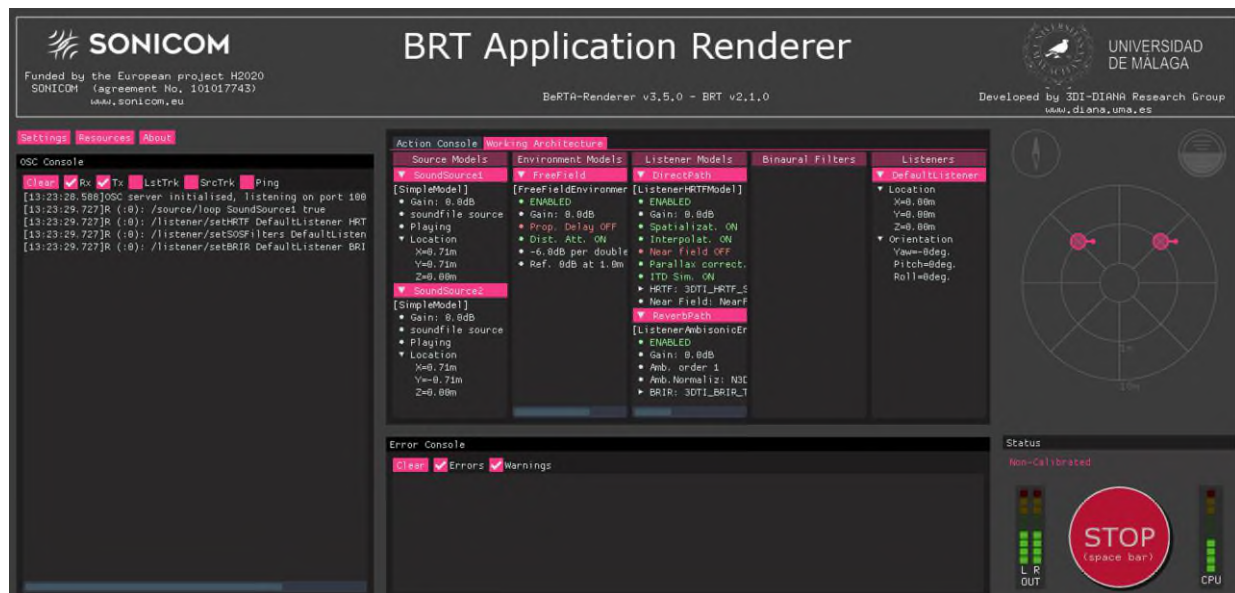 SONICOM
Funded by the European project H2020
SONICOM (agreement No. 101017743)
www.sonicom.eu
BRT Application Renderer
BeRTA-Renderer v3.5.0 - BRT v2.1.0
UNIVERSIDAD
DE MÁLAGA
Developed by 3DI-DIANA Research Group
www.diana.uma.es
Settings Resources About
OSC Console
Clear Rx Tx LstTrk SrcTrk Ping
[13:23:28.508]OSC server initialised, listening on port 100
[13:23:29.727]R (:0): /source/loop SoundSource1 true
[13:23:29.727]R (:0): /listener/setHRTF DefaultListener HRT
[13:23:29.727]R (:0): /listener/setSOSFilters DefaultListen
[13:23:29.727]R (:0): /listener/setBRIR DefaultListener BRI
Action Console Working Architecture
Source Models
SoundSource1
[SimpleModel]
Gain: 0.0dB
soundfile source
Playing
Location
X=0.71m
Y=0.71m
Z=0.00m
SoundSource2
[SimpleModel]
Gain: 0.0dB
soundfile source
Playing
Location
X=0.71m
Y=-0.71m
Z=0.00m
Environment Models
FreeField
[FreeFieldEnvironmer
ENABLED
Gain: 0.0dB
Prop. Delay OFF
Dist. Att. ON
-6.0dB per double
Ref. 0dB at 1.0m
Listener Models
DirectPath
[ListenerHRTFModel]
ENABLED
Gain: 0.0dB
Spatializat. ON
Interpolat. ON
Near field OFF
Parallax correct.
ITD Sim. ON
HRTF: 3DTI_HRTF_S
Near Field: NearF
ReverbPath
[ListenerAmbisonicEr
ENABLED
Gain: 0.0dB
Amb. order 1
Amb.Normaliz: N3D
BRIR: 3DTI_BRIR_T
Binaural Filters
Listeners
DefaultListener
Location
X=0.00m
Y=0.00m
Z=0.00m
Orientation
Yaw=-0deg.
Pitch=0deg.
Roll=0deg.
1m
10m
Error Console
Clear Errors Warnings
Status
Non-Calibrated
L R
OUT
STOP
(space bar)
CPU